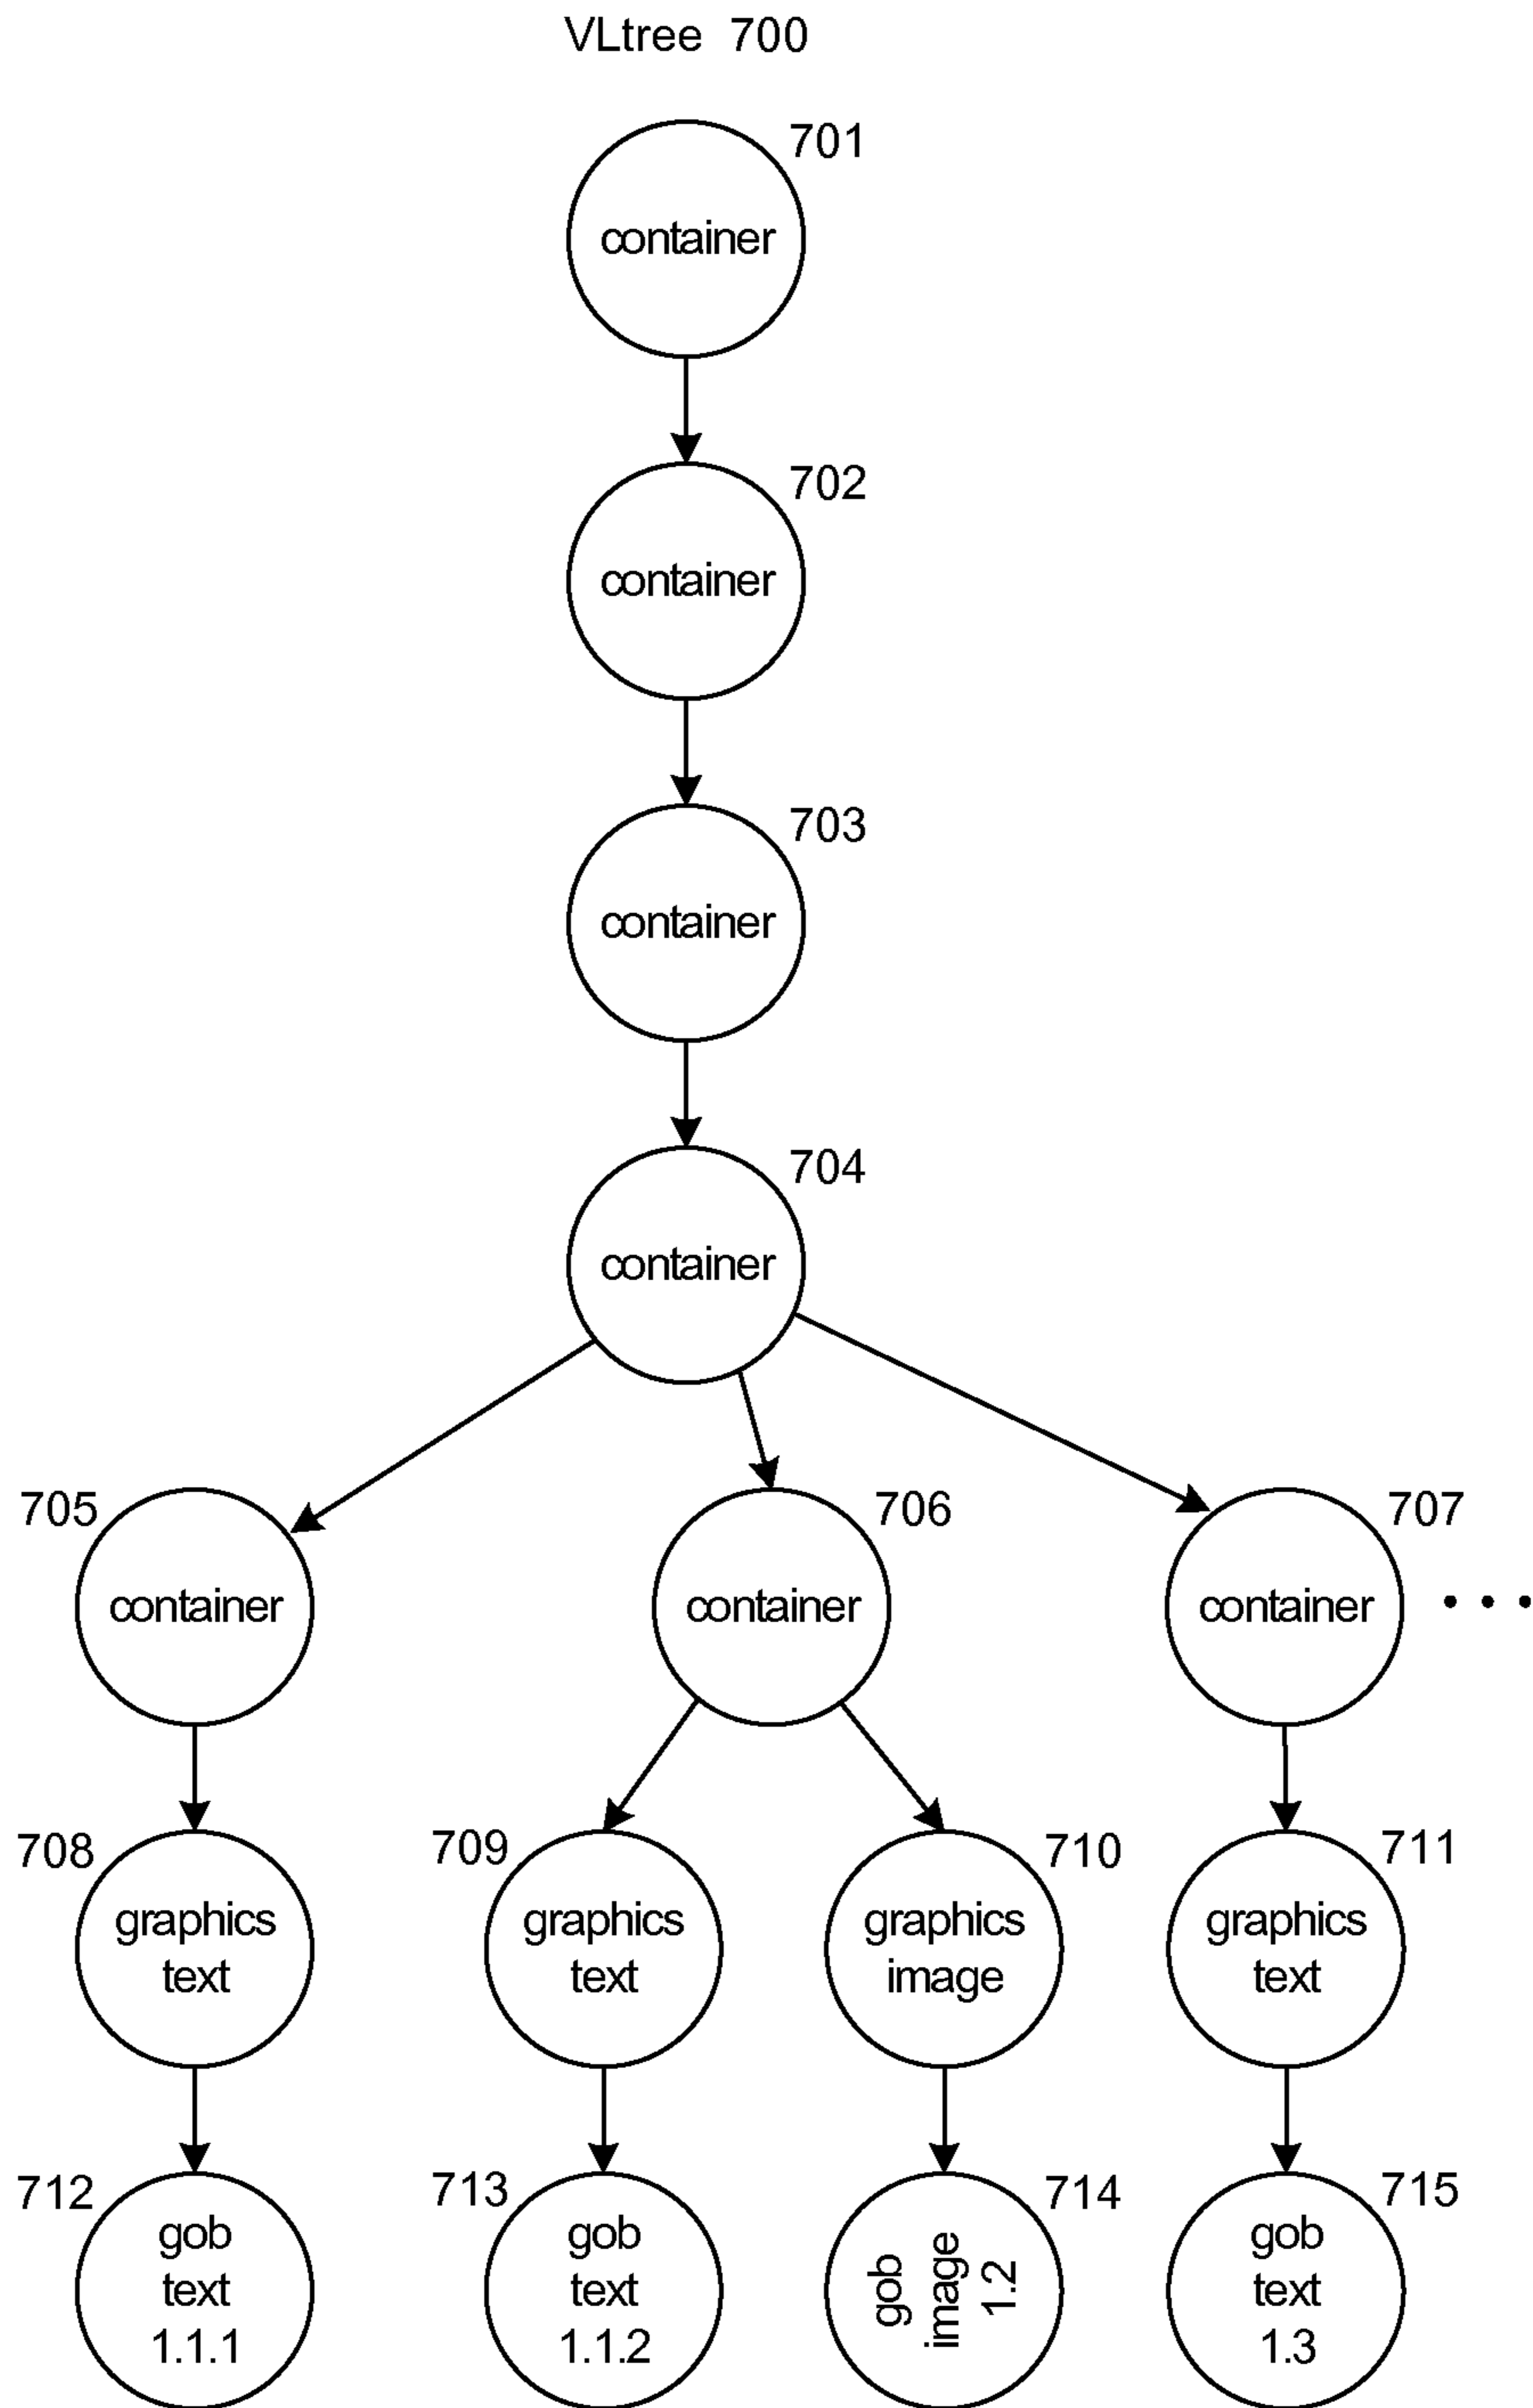 VLtree 700
701
container
702
container
703
container
704
container
705
706
707
container
container
container
. . .
708
709
710
711
graphics
text
graphics
text
graphics
image
graphics
text
712
713
714
715
gob
text
1.1.1
gob
text
1.1.2
gob
image
1.2
gob
text
1.3